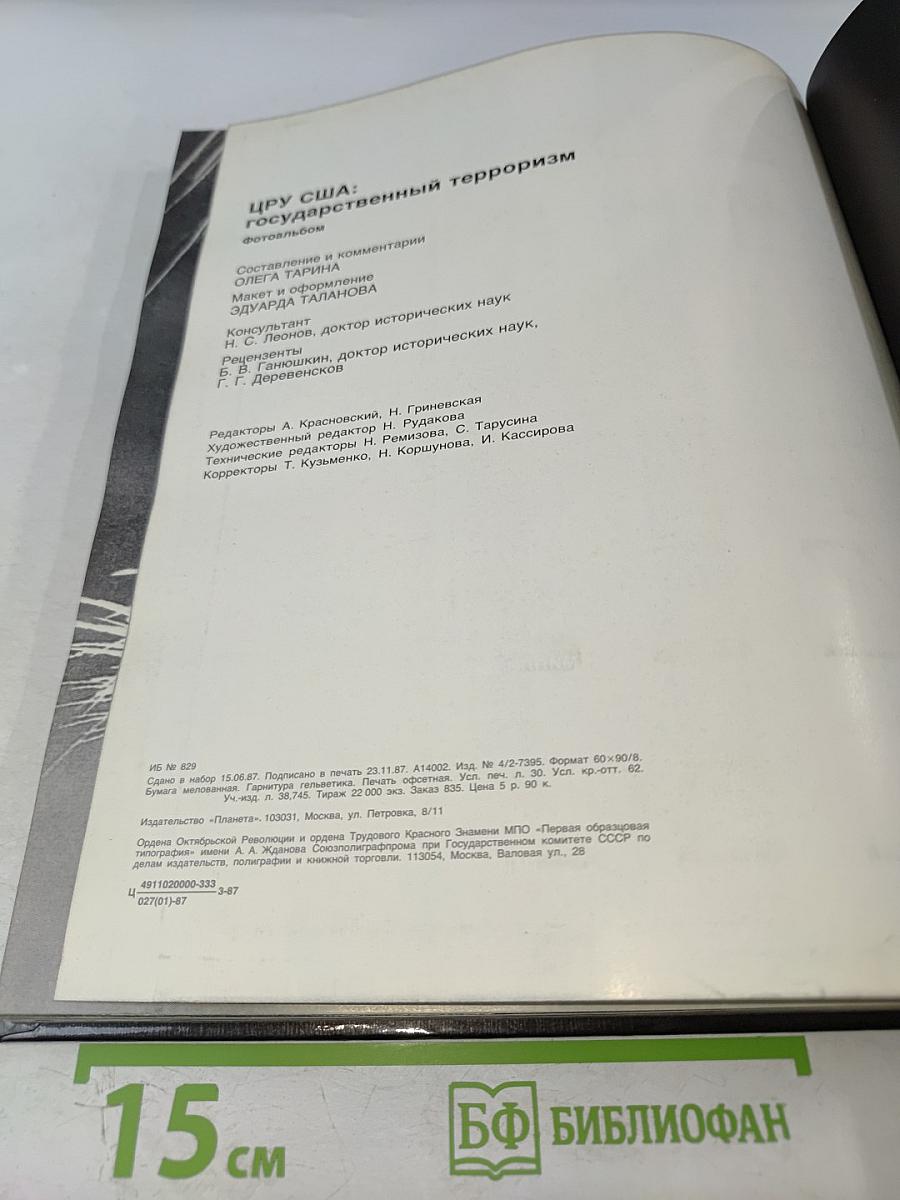 ЦРУ США:
государственный терроризм
Фотоальбом
Составление и комментарии
ОЛЕГА ТАРИНА
Макет и оформление
ЭДУАРДА ТАЛАНОВА
Консультант
Н. С. Леонов, доктор исторических наук
Рецензенты
Б. В. Ганюшкин, доктор исторических наук,
Г. Г. Деревенсков
Редакторы А. Красновский, Н. Гриневская
Художественный редактор Н. Рудакова
Технические редакторы Н. Ремизова, С. Тарусина
Корректоры Т. Кузьменко, Н. Коршунова, И. Кассирова
ИБ № 829
Сдано в набор 15.06.87. Подписано в печать 23.11.87. А14002. Изд. № 4/2-7395. Формат 60×90/8.
Бумага мелованная. Гарнитура гельветика. Печать офсетная. Усл. печ. л. 30. Усл. кр.-отт. 62.
Уч.-изд. л. 38,745. Тираж 22 000 экз. Заказ 835. Цена 5 р. 90 к.
Издательство «Планета». 103031, Москва, ул. Петровка, 8/11
Ордена Октябрьской Революции и ордена Трудового Красного Знамени МПО «Первая образцовая
типография» имени А. А. Жданова Союзполиграфпрома при Государственном комитете СССР по
делам издательств, полиграфии и книжной торговли. 113054, Москва, Валовая ул., 28
Ц 4911020000-333 3-87
027(01)-87
15 см
БФ БИБЛИОФАН